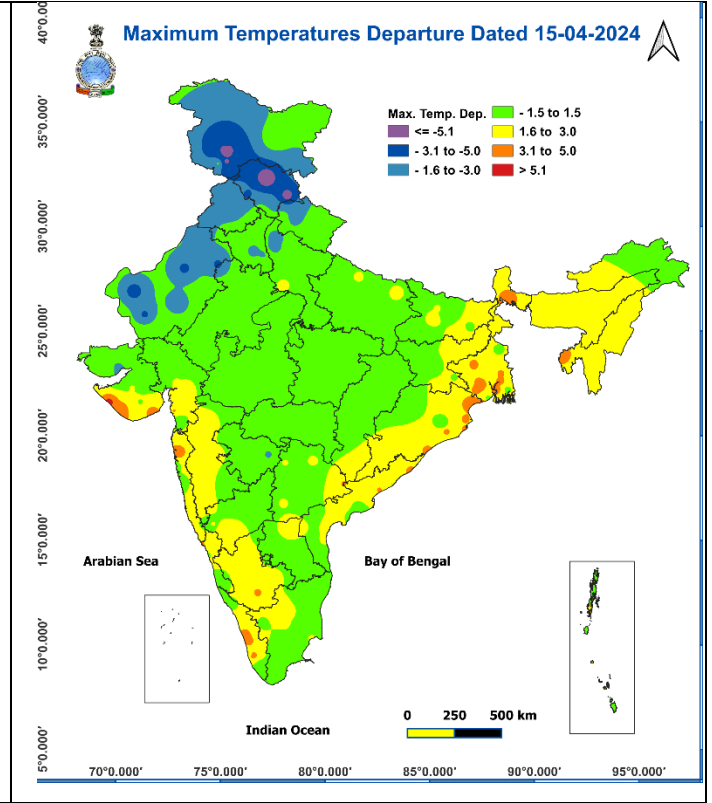 Maximum Temperatures Departure Dated 15-04-2024
Max. Temp. Dep.
<= -5.1
- 3.1 to -5.0
- 1.6 to -3.0
- 1.5 to 1.5
1.6 to 3.0
3.1 to 5.0
> 5.1
40°0.00
35°0.000'
30°0.000'
25°0.000'
20°0.000'
15°0.000'
10°0.000'
5°0.000'
Arabian Sea
Bay of Bengal
Indian Ocean
0 250 500 km
70°0.000' 75°0.000' 80°0.000' 85°0.000' 90°0.000' 95°0.000'